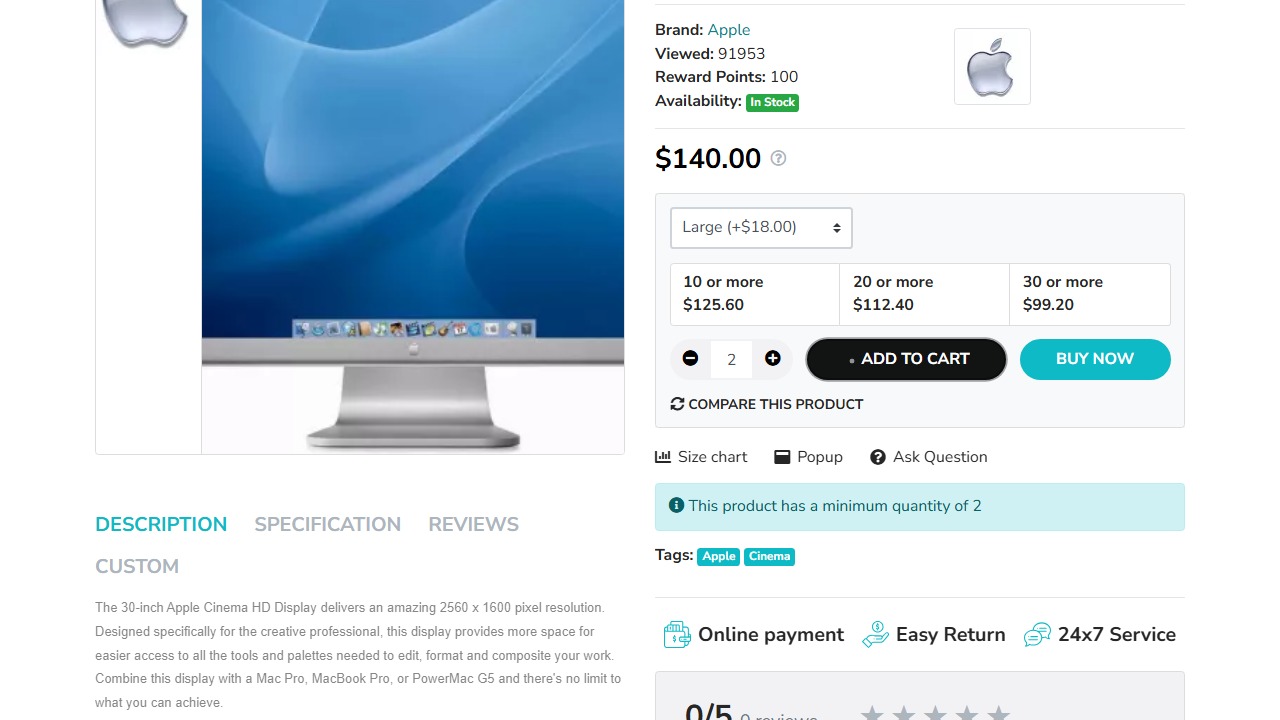 Brand: Apple
Viewed: 91953
Reward Points: 100
Availability: In Stock
$140.00
Large (+$18.00)
10 or more
$125.60
20 or more
$112.40
30 or more
$99.20
2
ADD TO CART
BUY NOW
COMPARE THIS PRODUCT
Size chart
Popup
Ask Question
This product has a minimum quantity of 2
Tags: Apple Cinema
Online payment
Easy Return
24x7 Service
0/5 0 reviews
DESCRIPTION
SPECIFICATION
REVIEWS
CUSTOM
The 30-inch Apple Cinema HD Display delivers an amazing 2560 x 1600 pixel resolution.
Designed specifically for the creative professional, this display provides more space for
easier access to all the tools and palettes needed to edit, format and composite your work.
Combine this display with a Mac Pro, MacBook Pro, or PowerMac G5 and there's no limit to
what you can achieve.